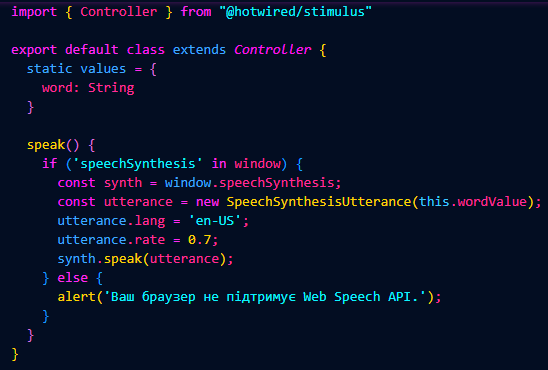 import { Controller } from "@hotwired/stimulus"

export default class extends Controller {
  static values = {
    word: String
  }

  speak() {
    if ('speechSynthesis' in window) {
      const synth = window.speechSynthesis;
      const utterance = new SpeechSynthesisUtterance(this.wordValue);
      utterance.lang = 'en-US';
      utterance.rate = 0.7;
      synth.speak(utterance);
    } else {
      alert('Ваш браузер не підтримує Web Speech API.');
    }
  }
}